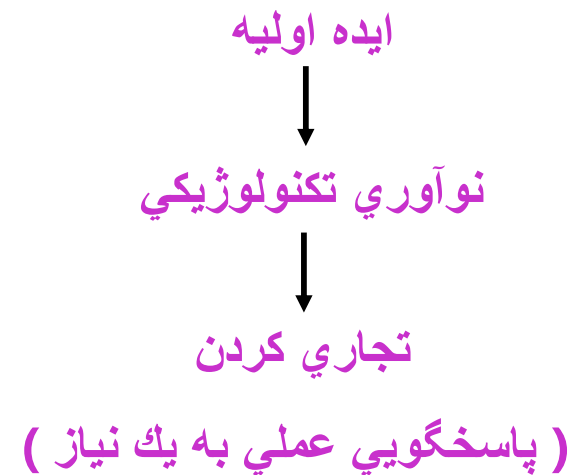 ايده اوليه
نوآوري تكنولوژيكي
تجاري كردن
( پاسخگويي عملي به يك نياز )